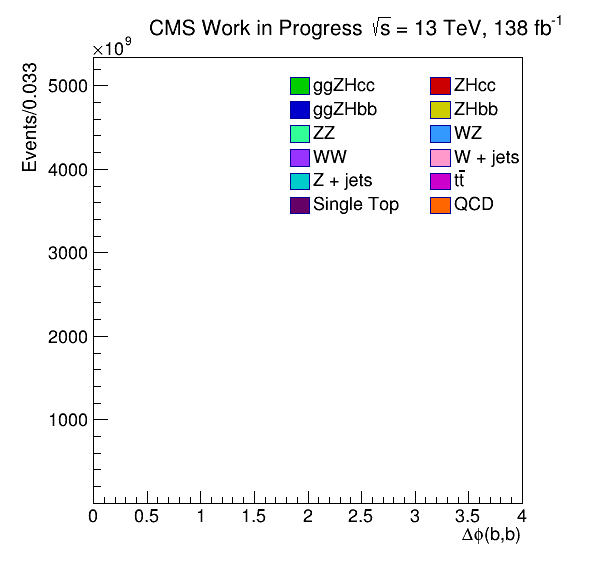 CMS Work in Progress √s = 13 TeV, 138 fb⁻¹
×10⁹
Events/0.033
5000
4000
3000
2000
1000
ggZHcc ZHcc
ggZHbb ZHbb
ZZ WZ
WW W + jets
Z + jets tt̄
Single Top QCD
0 0.5 1 1.5 2 2.5 3 3.5 4
Δϕ(b,b)